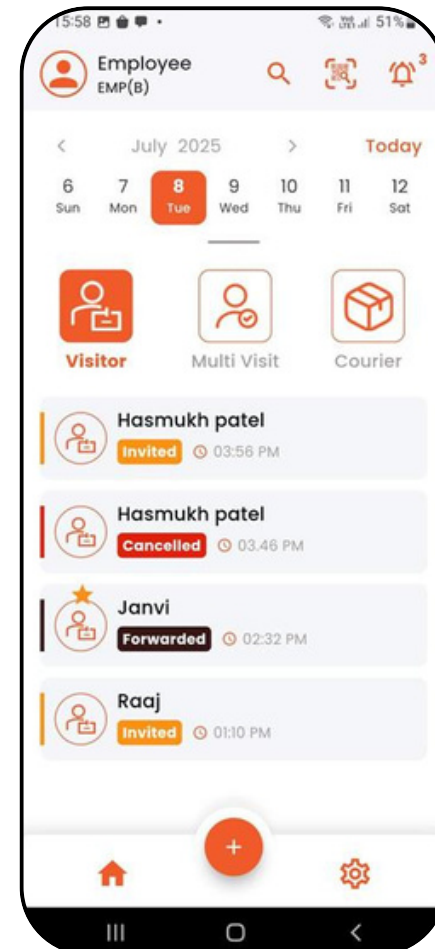 15:58 51%
Employee
EMP(B)
3
July 2025 Today
6 7 8 9 10 11 12
Sun Mon Tue Wed Thu Fri Sat
Visitor Multi Visit Courier
Hasmukh patel
Invited 03:56 PM
Hasmukh patel
Cancelled 03.46 PM
Janvi
Forwarded 02:32 PM
Raaj
Invited 01:10 PM